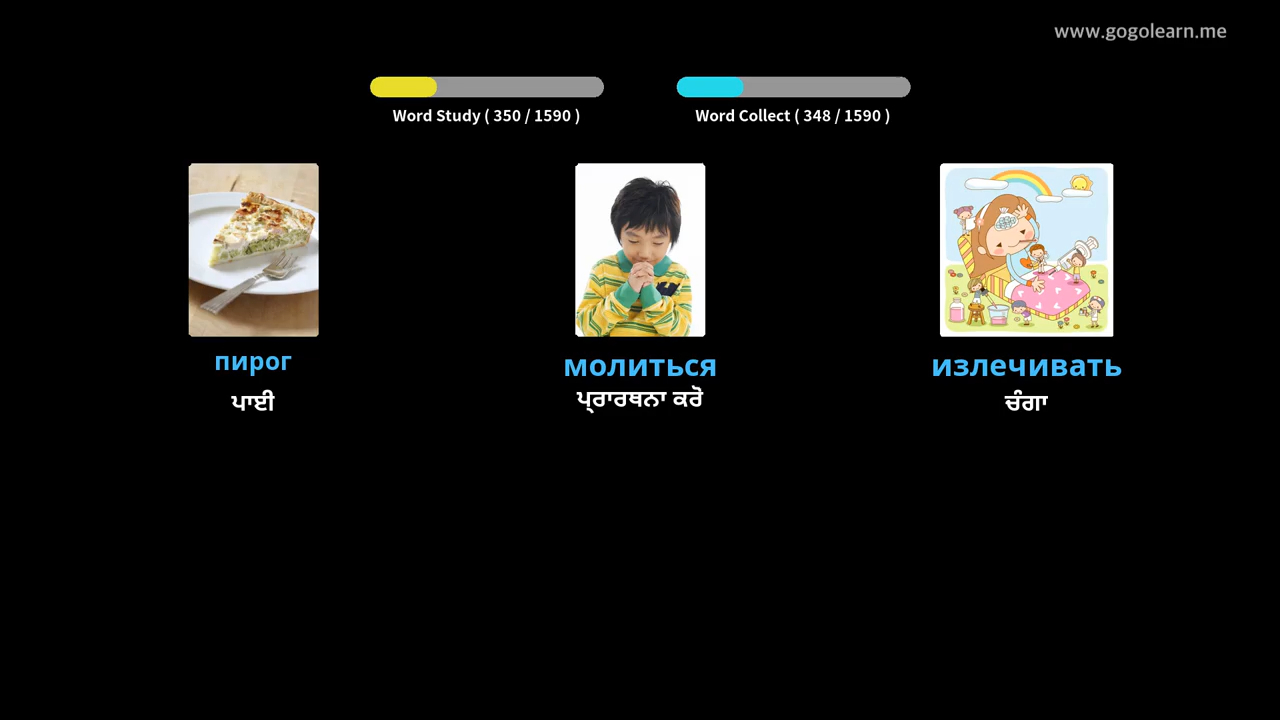 www.gogolearn.me
Word Study ( 350 / 1590 )
Word Collect ( 348 / 1590 )
пирог
молиться
излечивать
ਪਾਈ
ਪ੍ਰਾਰਥਨਾ ਕਰੋ
ਚੰਗਾ